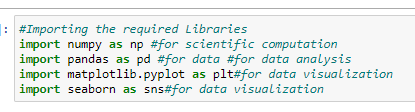 ]: #Importing the required Libraries
import numpy as np #for scientific computation
import pandas as pd #for data #for data analysis
import matplotlib.pyplot as plt#for data visualization
import seaborn as sns#for data visualization